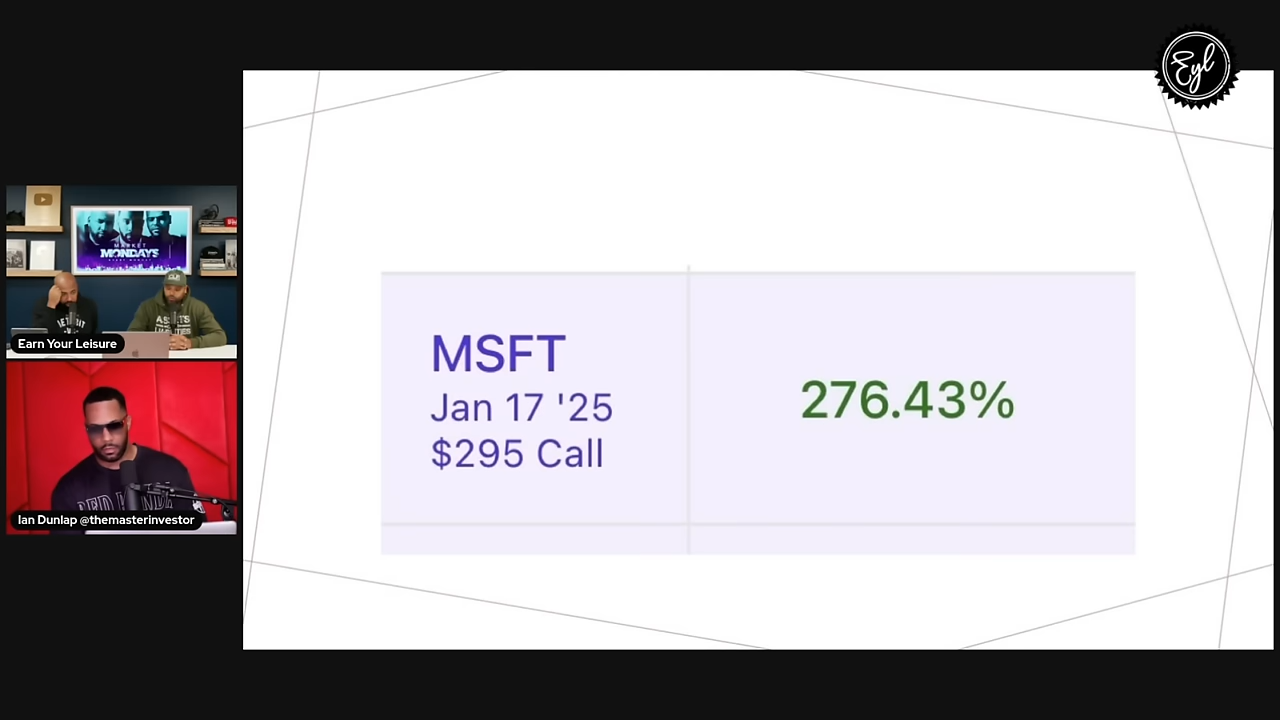 Eyl
MARKET
MONDAYS
Earn Your Leisure
Ian Dunlap @themasterinvestor
MSFT
Jan 17 '25
$295 Call
276.43%